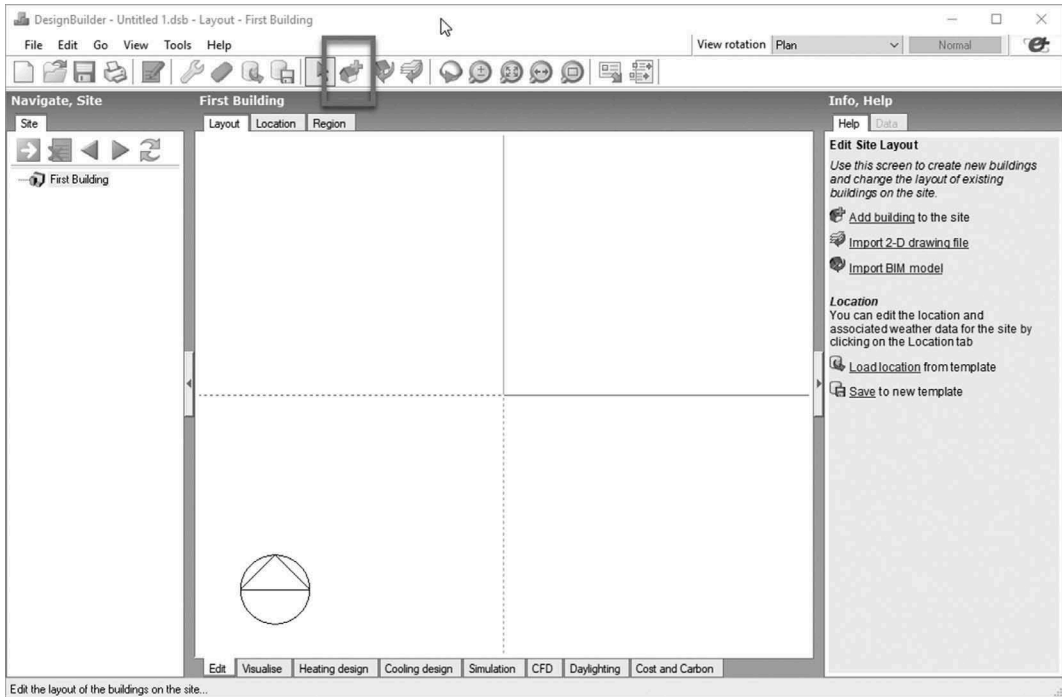 DesignBuilder - Untitled 1.dsb - Layout - First Building
File Edit Go View Tools Help
View rotation Plan Normal
Navigate, Site
First Building
Info, Help
Site
Layout Location Region
Help Data
Edit Site Layout
Use this screen to create new buildings
and change the layout of existing
buildings on the site.
First Building
Add building to the site
Import 2-D drawing file
Import BIM model
Location
You can edit the location and
associated weather data for the site by
clicking on the Location tab
Load location from template
Save to new template
Edit Visualise Heating design Cooling design Simulation CFD Daylighting Cost and Carbon
Edit the layout of the buildings on the site...